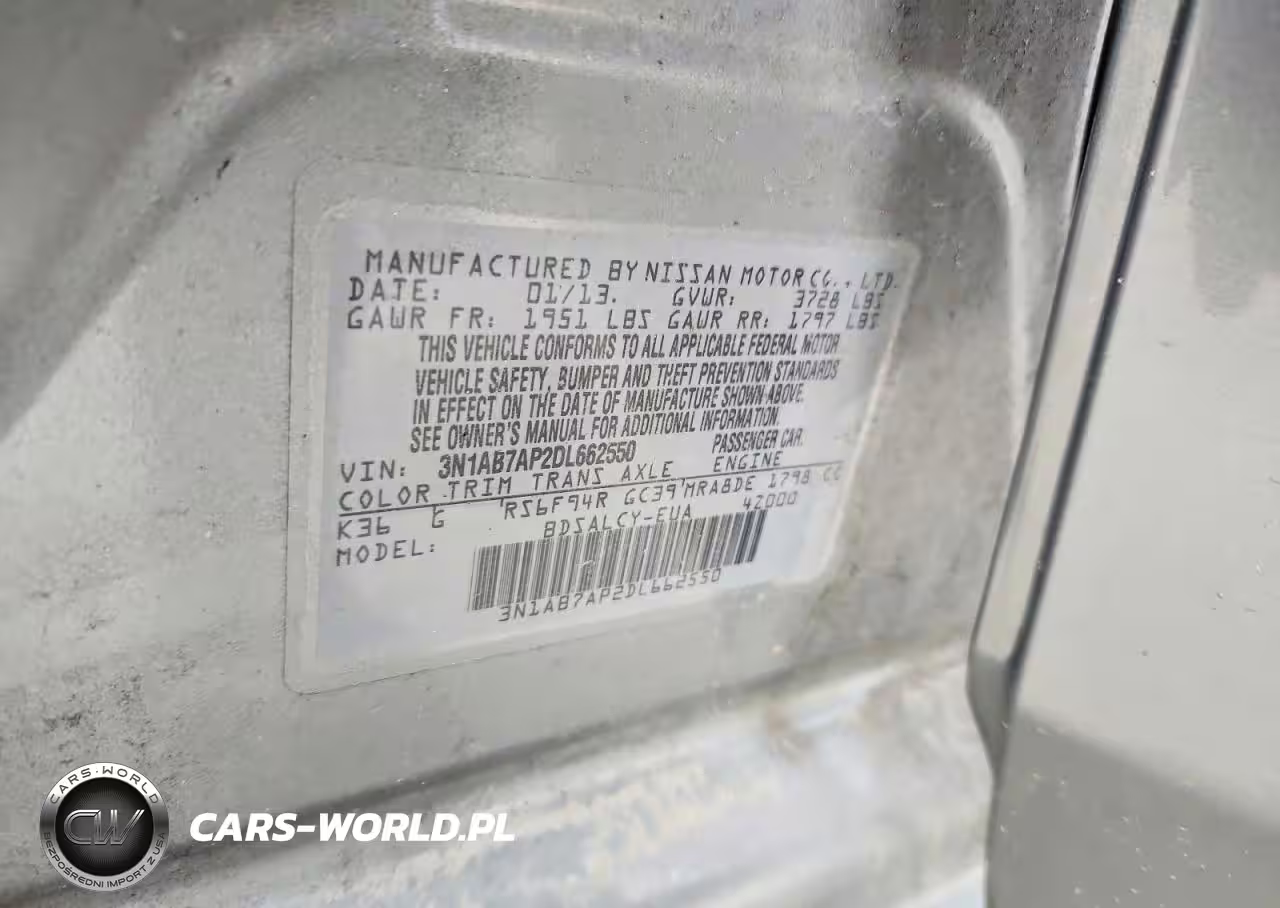 MANUFACTURED BY NISSAN MOTOR CO., LTD.
DATE: 01/13. GVWR: 3728 LBS
GAWR FR: 1951 LBS GAWR RR: 1797 LBS
THIS VEHICLE CONFORMS TO ALL APPLICABLE FEDERAL MOTOR
VEHICLE SAFETY, BUMPER AND THEFT PREVENTION STANDARDS
IN EFFECT ON THE DATE OF MANUFACTURE SHOWN ABOVE.
SEE OWNER'S MANUAL FOR ADDITIONAL INFORMATION.
VIN: 3N1AB7AP2DL662550 PASSENGER CAR
COLOR TRIM TRANS AXLE ENGINE
K36 G RS6F94R GC39 MRA8DE 1798 CC
MODEL: BDSALCY-EUA 42000
3N1AB7AP2DL662550
CARS-WORLD
CW
BEZPOŚREDNI IMPORT Z USA
CARS-WORLD.PL